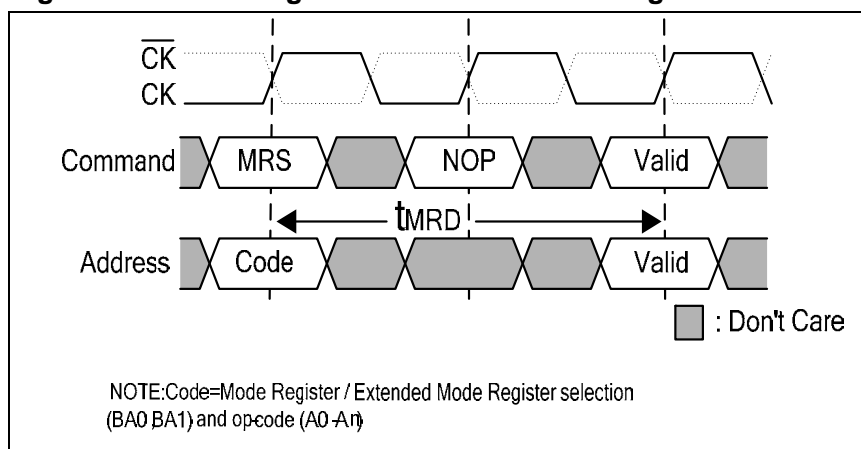 CK
CK
Command MRS NOP Valid
tMRD
Address Code Valid
: Don't Care
NOTE:Code=Mode Register / Extended Mode Register selection
(BA0,BA1) and op-code (A0-An)